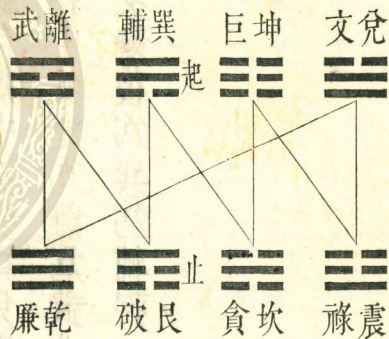 武離 輔巽 巨坤 文兌
起
止
廉乾 破艮 貪坎 祿震